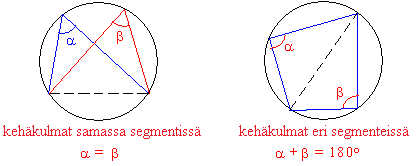 α
β
α
β
kehäkulmat samassa segmentissä
α = β
kehäkulmat eri segmenteissä
α + β = 180°